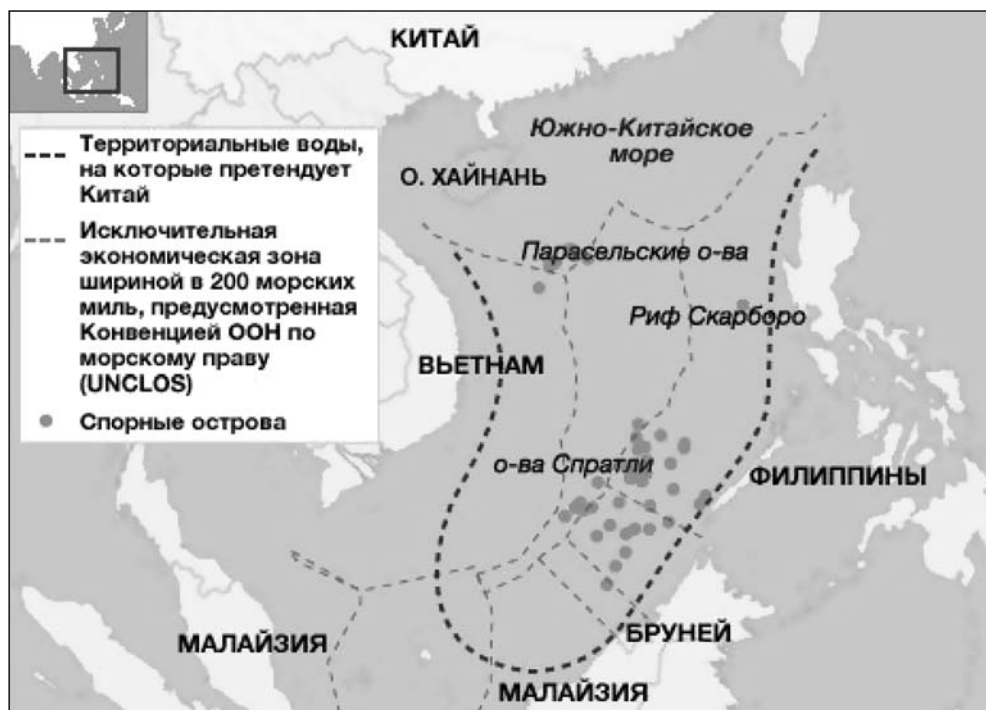 КИТАЙ
Южно-Китайское
море
О. ХАЙНАНЬ
Территориальные воды,
на которые претендует
Китай
Исключительная
экономическая зона
шириной в 200 морских
миль, предусмотренная
Конвенцией ООН по
морскому праву
(UNCLOS)
Спорные острова
Парасельские о-ва
Риф Скарборо
ВЬЕТНАМ
о-ва Спратли
ФИЛИППИНЫ
МАЛАЙЗИЯ
БРУНЕЙ
МАЛАЙЗИЯ